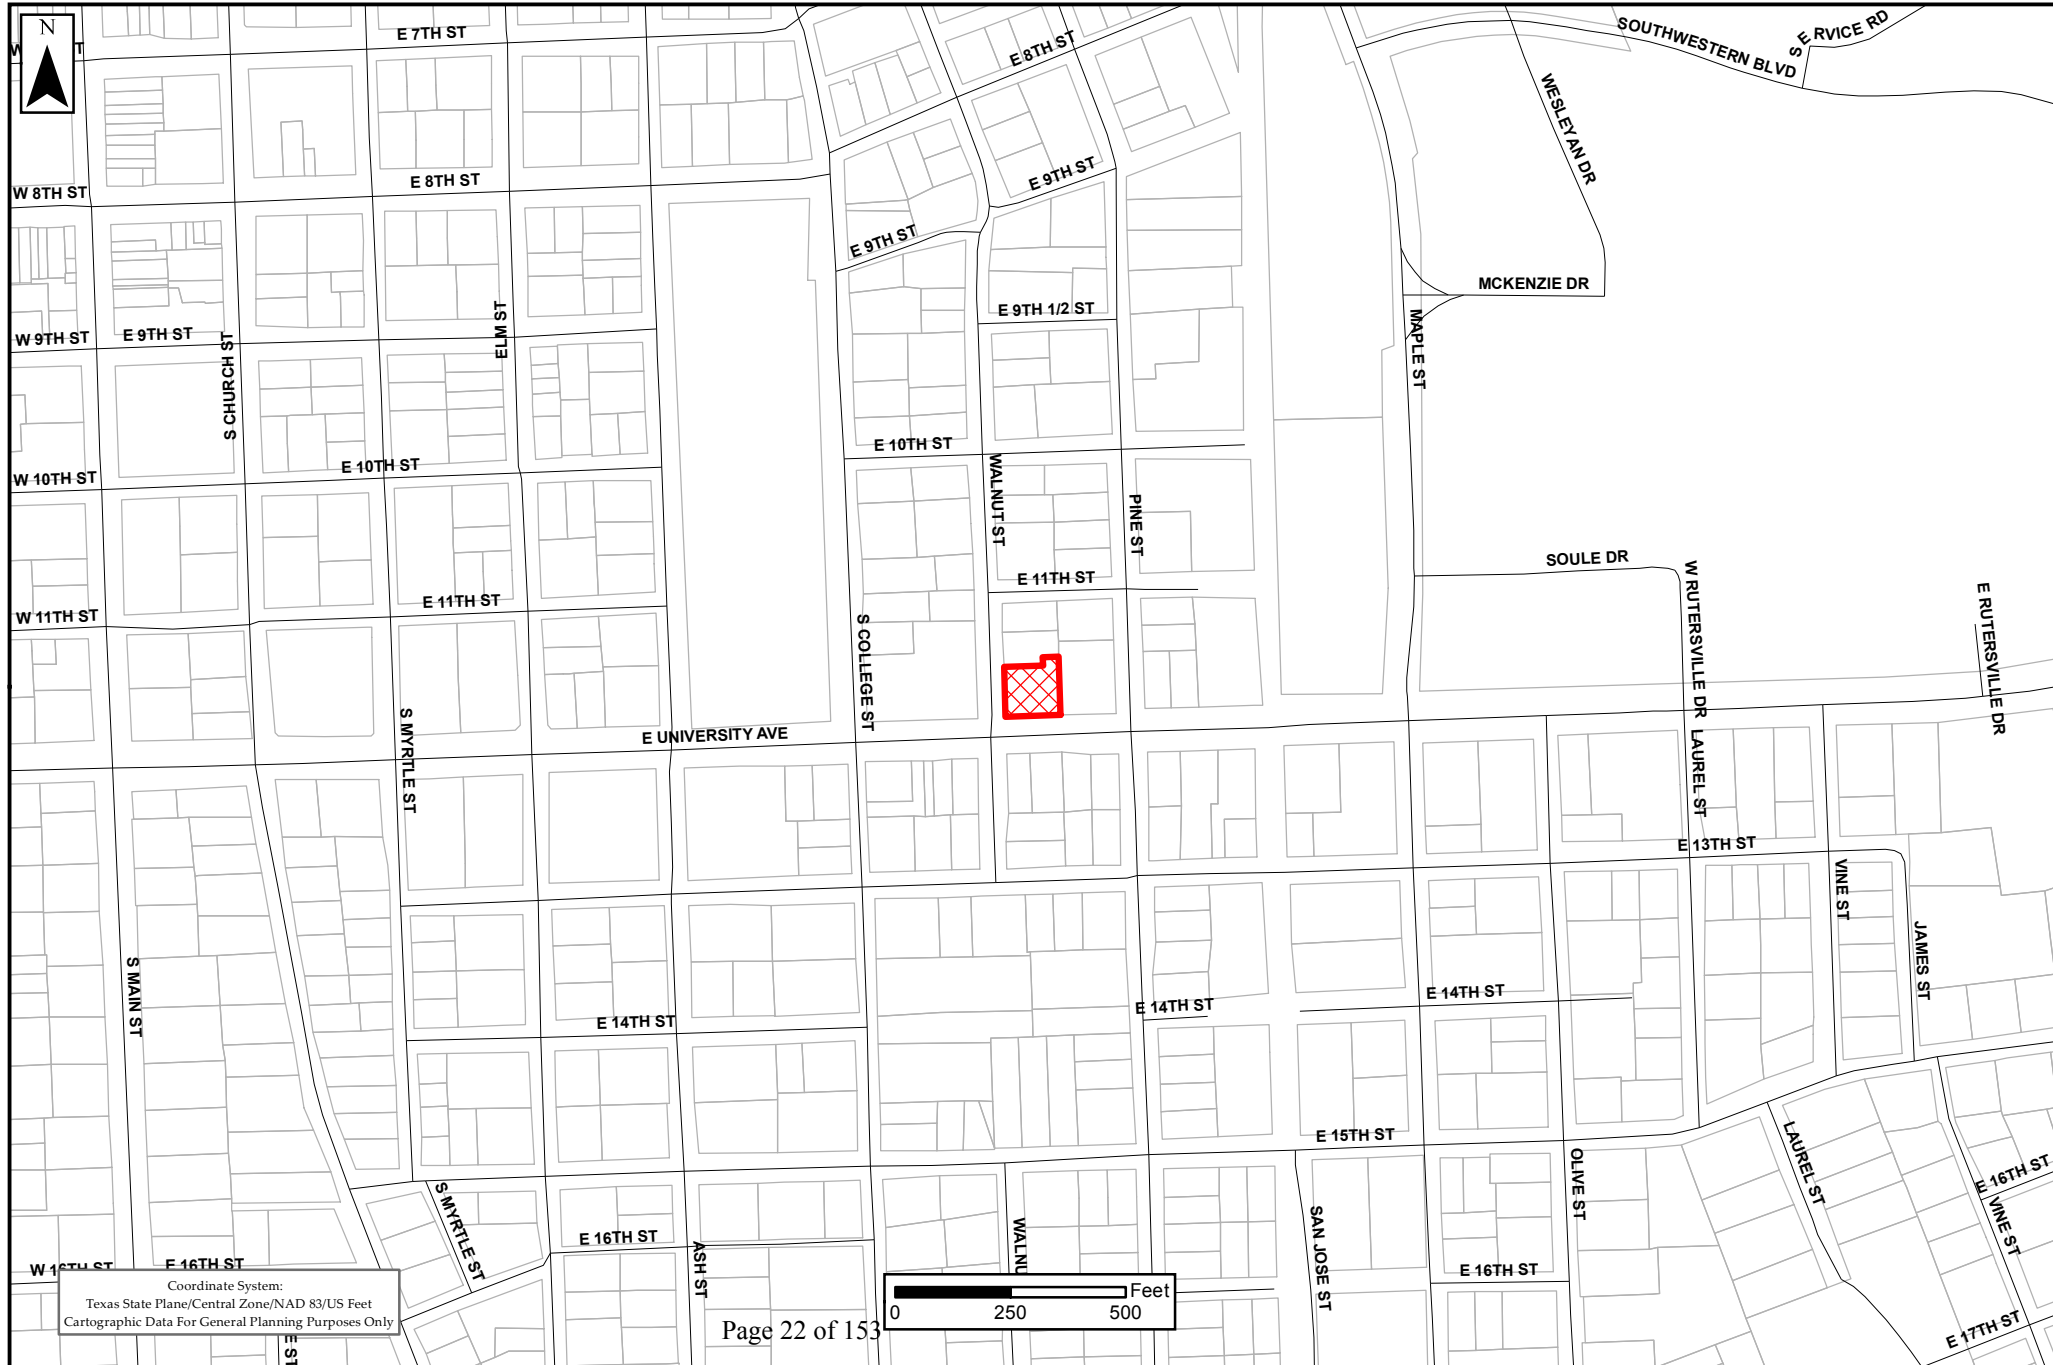 N
E 7TH ST
E 8TH ST
SOUTHWESTERN BLVD
S E RVICE RD
WESLEYAN DR
W 8TH ST
E 8TH ST
E 9TH ST
E 9TH ST
MCKENZIE DR
W 9TH ST
E 9TH ST
S CHURCH ST
ELM ST
E 9TH 1/2 ST
MAPLE ST
E 10TH ST
W 10TH ST
E 10TH ST
WALNUT ST
PINE ST
SOULE DR
W RUTERSVILLE DR
E RUTERSVILLE DR
W 11TH ST
E 11TH ST
E 11TH ST
S COLLEGE ST
S MYRTLE ST
E UNIVERSITY AVE
LAUREL ST
E 13TH ST
VINE ST
JAMES ST
S MAIN ST
E 14TH ST
E 14TH ST
E 14TH ST
E 15TH ST
OLIVE ST
LAUREL ST
E 16TH ST
VINE ST
S MYRTLE ST
E 16TH ST
ASH ST
WALNU
SAN JOSE ST
E 16TH ST
W 16TH ST
E 16TH ST
E 17TH ST
E ST
Coordinate System:
Texas State Plane/Central Zone/NAD 83/US Feet
Cartographic Data For General Planning Purposes Only
Feet
0 250 500
Page 22 of 153